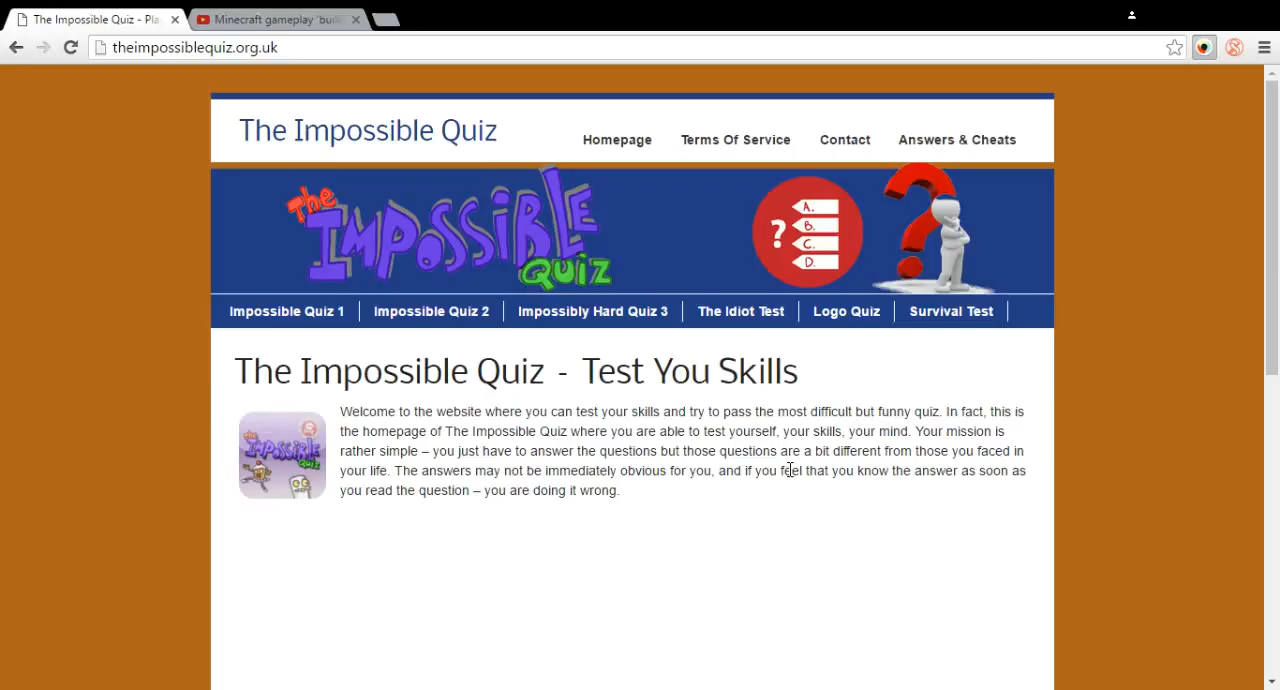 The Impossible Quiz - Pla
Minecraft gameplay "buil
theimpossiblequiz.org.uk
The Impossible Quiz
Homepage Terms Of Service Contact Answers & Cheats
The IMPOSSIBLE QUIZ
? A. B. C. D.
?
Impossible Quiz 1 Impossible Quiz 2 Impossibly Hard Quiz 3 The Idiot Test Logo Quiz Survival Test
The Impossible Quiz - Test You Skills
Welcome to the website where you can test your skills and try to pass the most difficult but funny quiz. In fact, this is
the homepage of The Impossible Quiz where you are able to test yourself, your skills, your mind. Your mission is
rather simple – you just have to answer the questions but those questions are a bit different from those you faced in
your life. The answers may not be immediately obvious for you, and if you feel that you know the answer as soon as
you read the question – you are doing it wrong.
The IMPOSSIBLE QUIZ